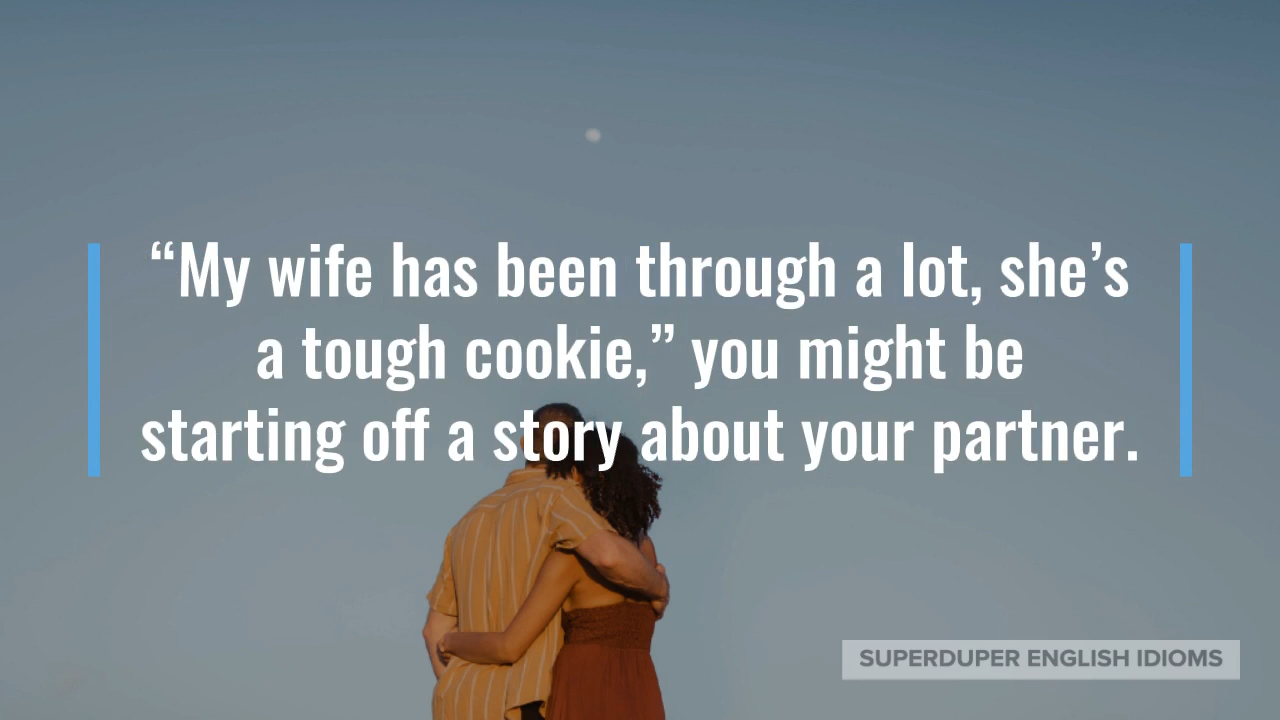 “My wife has been through a lot, she’s
a tough cookie,” you might be
starting off a story about your partner.
SUPERDUPER ENGLISH IDIOMS